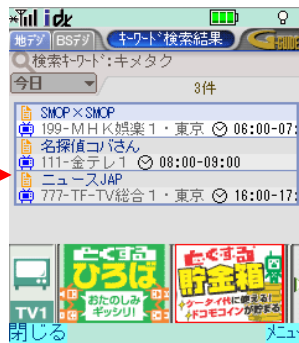 地デジ BSデジ キーワード検索結果 G-GUIDE
検索キーワード:キメタク
今日 3件
SMOP×SMOP
199-MHK娯楽1・東京 06:00-07:
名探偵コバさん
111-金テレ1 08:00-09:00
ニュースJAP
777-TF-TV総合1・東京 16:00-17:
とくする ひろば
おたのしみ ギッシリ!
とくする 貯金箱
ケータイ代に使える!
ドコモコインが貯まる
TV1
閉じる メニュー